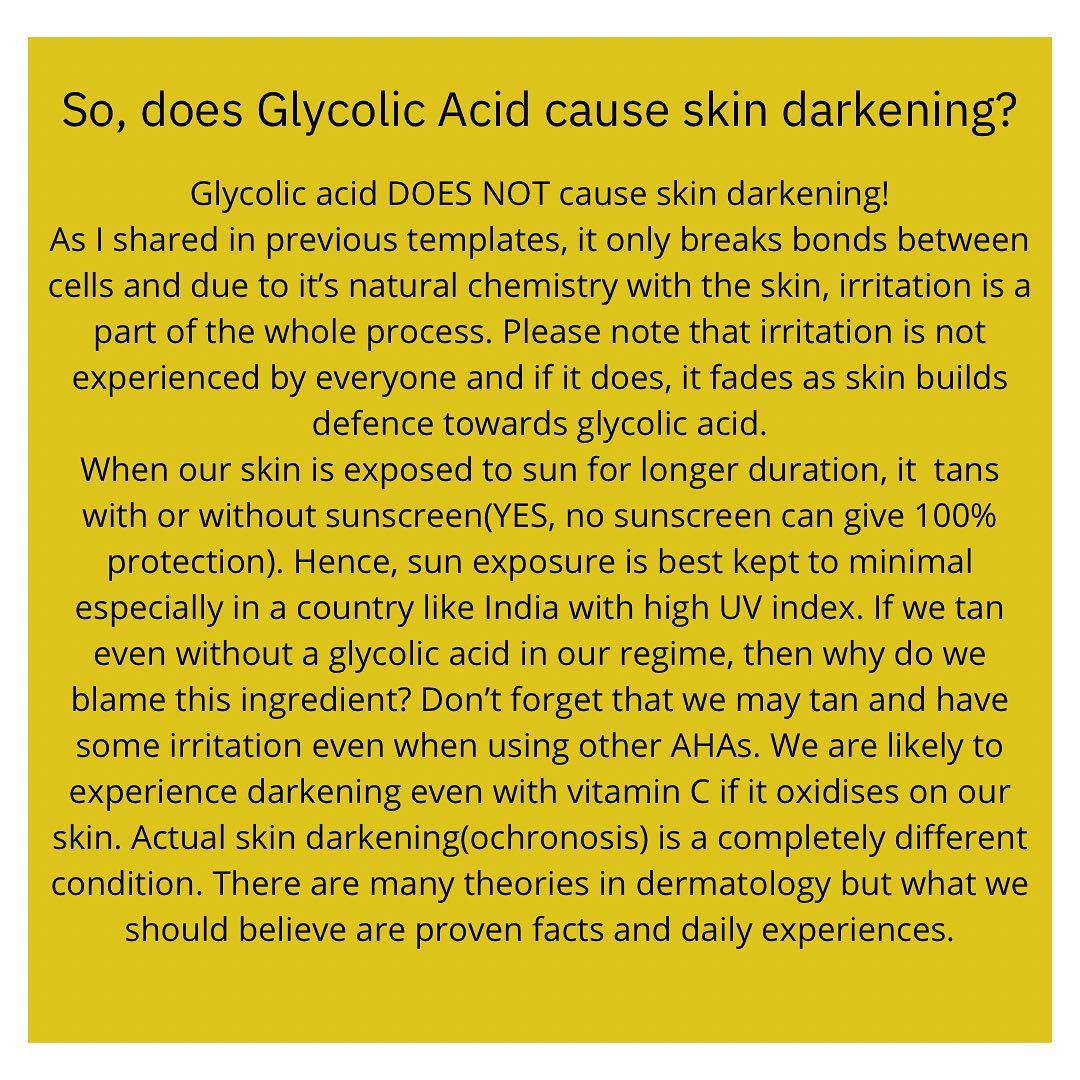 So, does Glycolic Acid cause skin darkening?
Glycolic acid DOES NOT cause skin darkening!
As I shared in previous templates, it only breaks bonds between
cells and due to it’s natural chemistry with the skin, irritation is a
part of the whole process. Please note that irritation is not
experienced by everyone and if it does, it fades as skin builds
defence towards glycolic acid.
When our skin is exposed to sun for longer duration, it  tans
with or without sunscreen(YES, no sunscreen can give 100%
protection). Hence, sun exposure is best kept to minimal
especially in a country like India with high UV index. If we tan
even without a glycolic acid in our regime, then why do we
blame this ingredient? Don’t forget that we may tan and have
some irritation even when using other AHAs. We are likely to
experience darkening even with vitamin C if it oxidises on our
skin. Actual skin darkening(ochronosis) is a completely different
condition. There are many theories in dermatology but what we
should believe are proven facts and daily experiences.